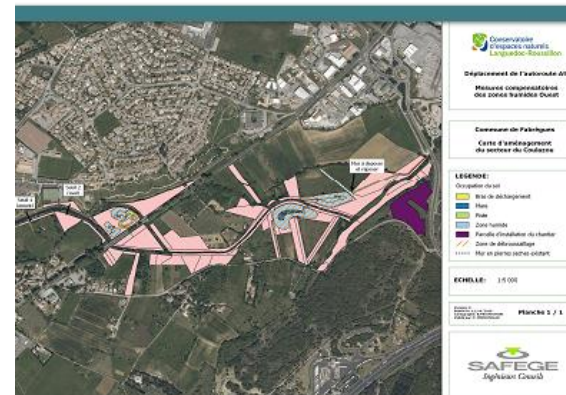 Conservatoire
d'espaces naturels
Languedoc-Roussillon
Déplacement de l'autoroute A9
Mesures compensatoires
des zones humides Ouest
Commune de Fabrègues
Carte d'aménagement
du secteur du Coulazou
LEGENDE:
Occupation du sol
Bras de déchargement
Mare
Piste
Zone humide
Parcelle d'installation du chantier
Zone de débroussaillage
Mur en pierres sèches existant
ECHELLE: 1:5 000
Planche 1 / 1
SAFEGE
Ingénieurs Conseils
Seuil 1
Seuil 2
Mur à déposer
et reposer